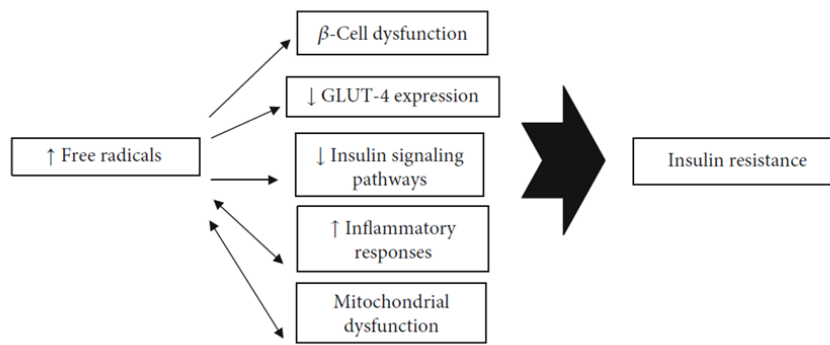 β-Cell dysfunction
↓ GLUT-4 expression
↑ Free radicals
↓ Insulin signaling
pathways
↑ Inflammatory
responses
Mitochondrial
dysfunction
Insulin resistance